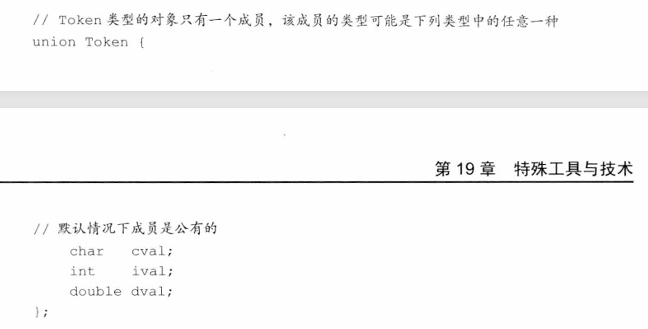 // Token 类型的对象只有一个成员，该成员的类型可能是下列类型中的任意一种
union Token {
第 19 章 特殊工具与技术
// 默认情况下成员是公有的
char cval;
int ival;
double dval;
};